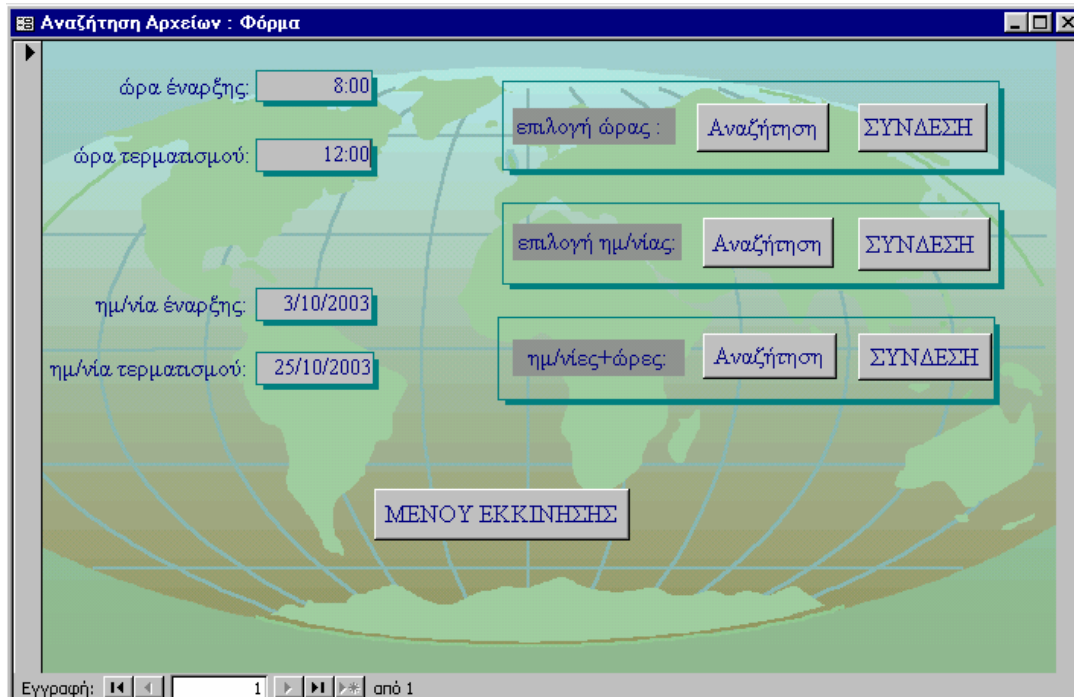 Αναζήτηση Αρχείων : Φόρμα
ώρα έναρξης: 8:00
ώρα τερματισμού: 12:00
ημ/νία έναρξης: 3/10/2003
ημ/νία τερματισμού: 25/10/2003
επιλογή ώρας : Αναζήτηση ΣΥΝΔΕΣΗ
επιλογή ημ/νίας: Αναζήτηση ΣΥΝΔΕΣΗ
ημ/νίες+ώρες: Αναζήτηση ΣΥΝΔΕΣΗ
ΜΕΝΟΥ ΕΚΚΙΝΗΣΗΣ
Εγγραφή: 1 από 1